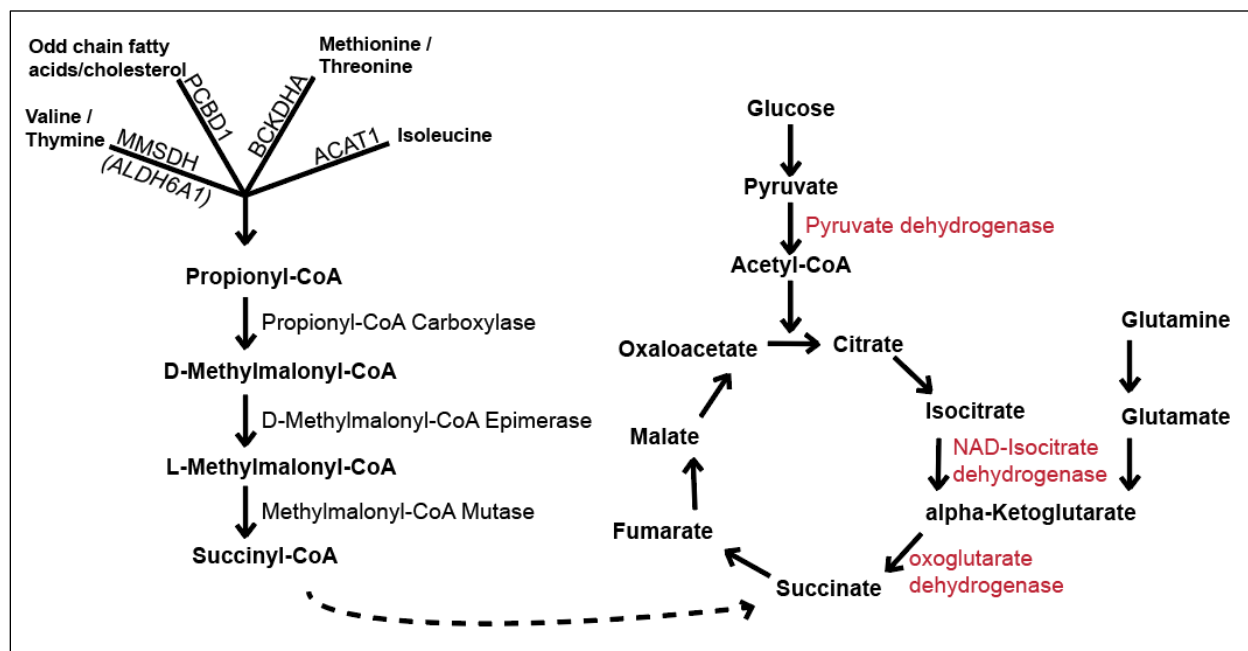 Odd chain fatty
acids/cholesterol
Methionine /
Threonine
Valine /
Thymine
Isoleucine
PCBD1
BCKDHA
MMSDH
(ALDH6A1)
ACAT1
Propionyl-CoA
Propionyl-CoA Carboxylase
D-Methylmalonyl-CoA
D-Methylmalonyl-CoA Epimerase
L-Methylmalonyl-CoA
Methylmalonyl-CoA Mutase
Succinyl-CoA
Glucose
Pyruvate
Pyruvate dehydrogenase
Acetyl-CoA
Oxaloacetate
Citrate
Glutamine
Isocitrate
Glutamate
Malate
NAD-Isocitrate
dehydrogenase
alpha-Ketoglutarate
Fumarate
oxoglutarate
dehydrogenase
Succinate